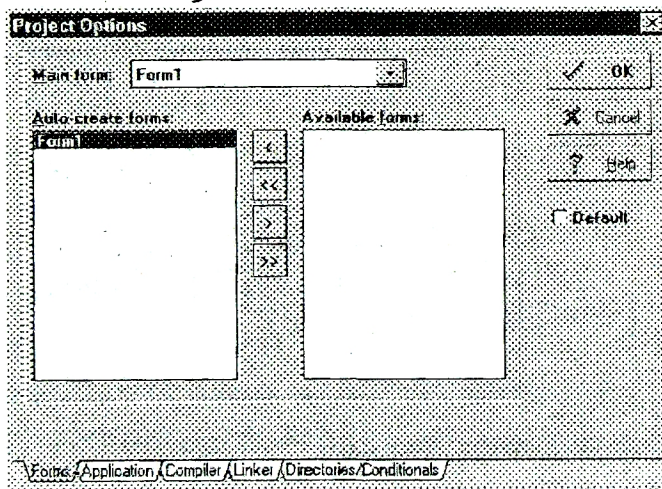 Project Options
Main form: Form1
Auto-create forms:
Form1
Available forms:
<
<<
>
>>
OK
Cancel
Help
Default
Forms Application Compiler Linker Directories/Conditionals